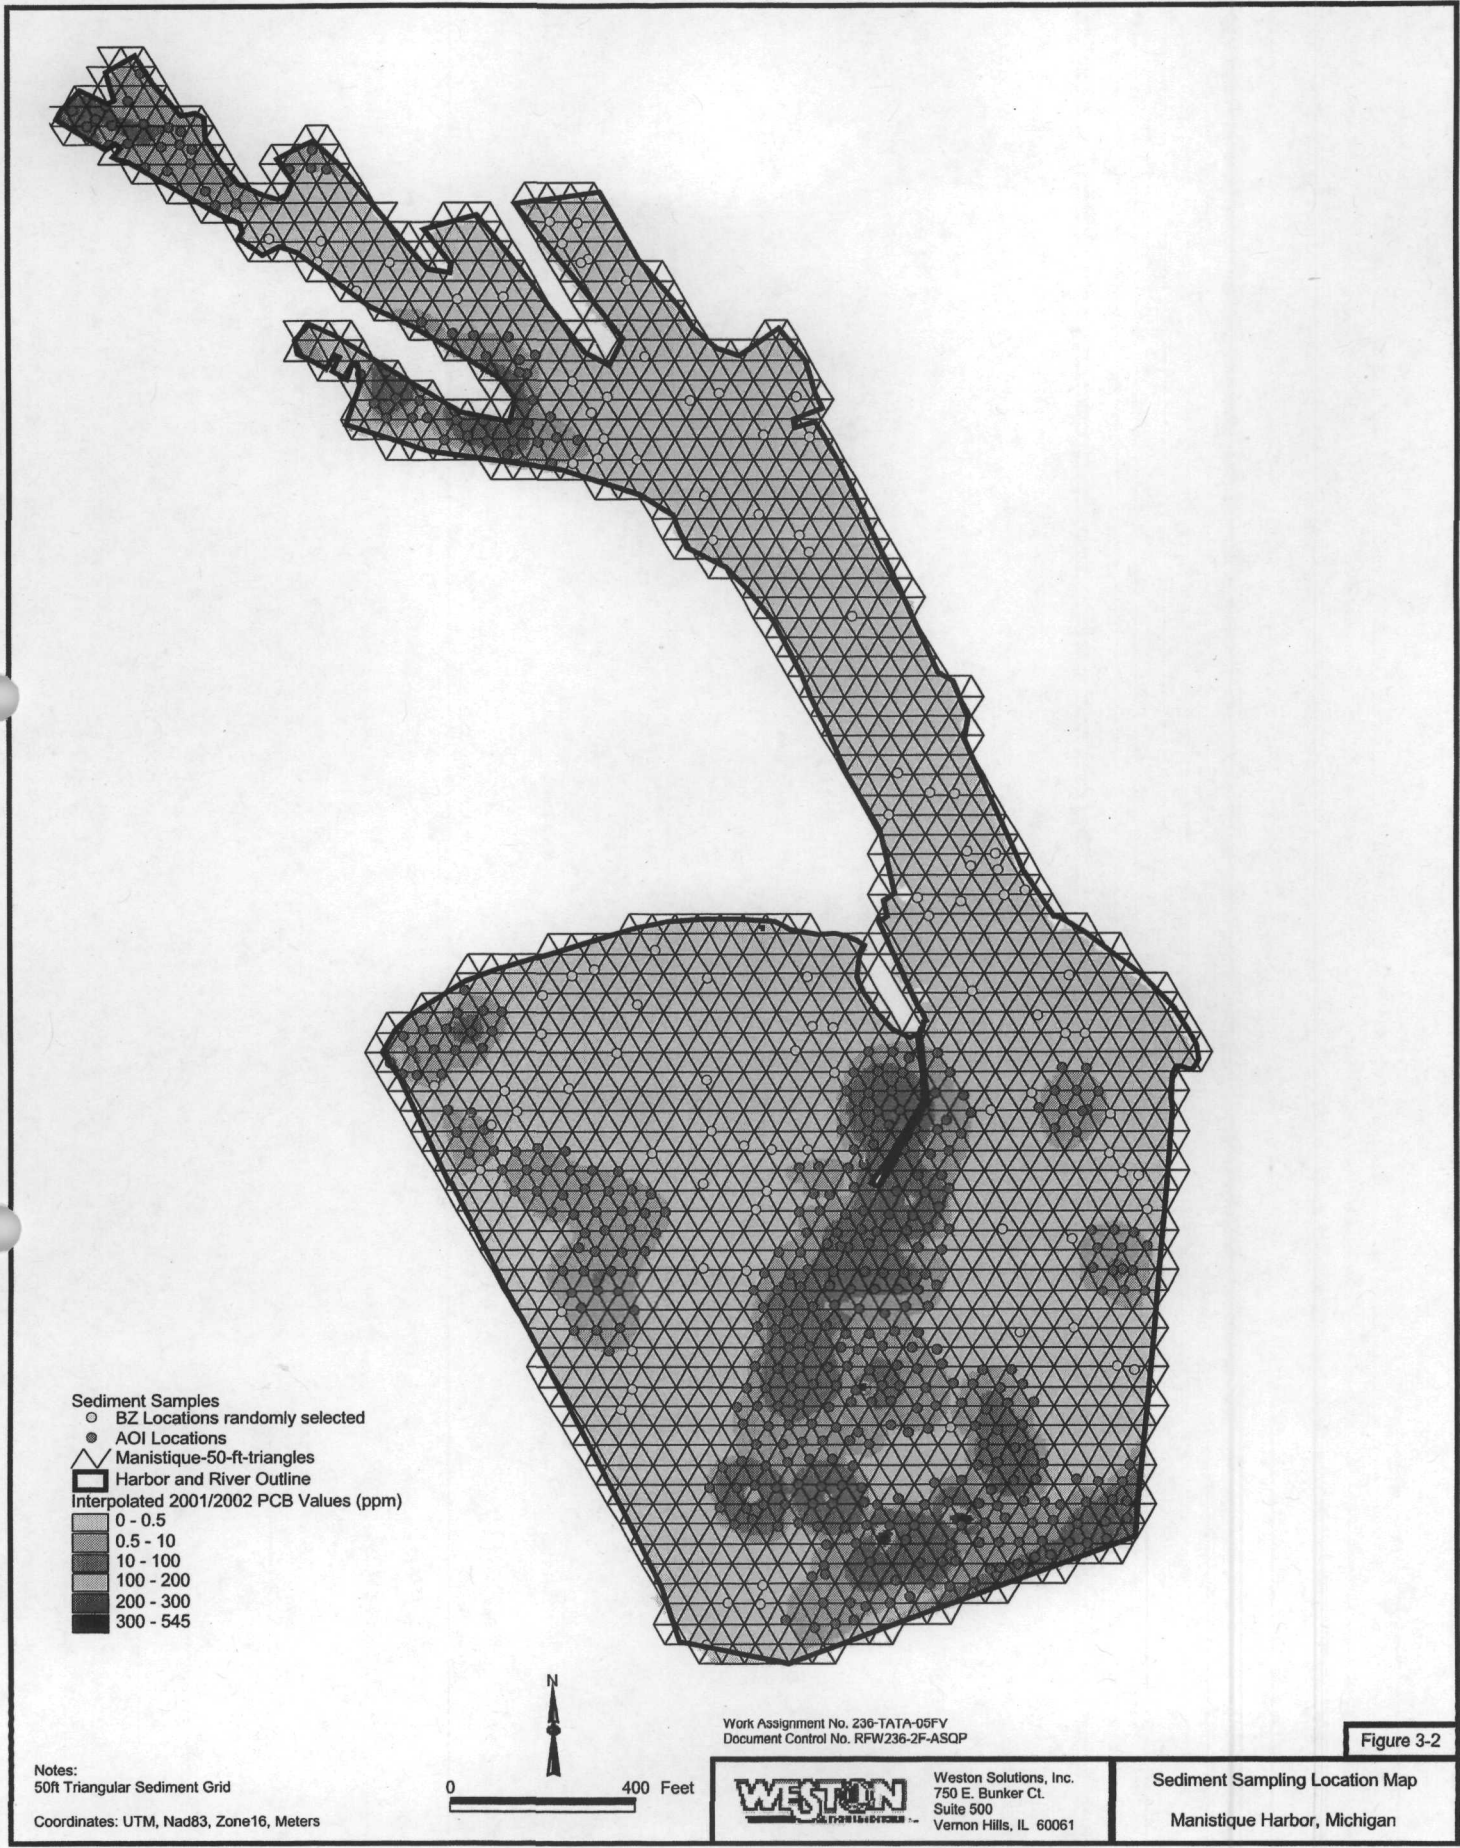 Sediment Samples
BZ Locations randomly selected
AOI Locations
Manistique-50-ft-triangles
Harbor and River Outline
Interpolated 2001/2002 PCB Values (ppm)
0 - 0.5
0.5 - 10
10 - 100
100 - 200
200 - 300
300 - 545
N
Work Assignment No. 236-TATA-05FV
Document Control No. RFW236-2F-ASQP
Figure 3-2
Notes:
50ft Triangular Sediment Grid
Coordinates: UTM, Nad83, Zone16, Meters
0 400 Feet
WESTON
Weston Solutions, Inc.
750 E. Bunker Ct.
Suite 500
Vernon Hills, IL 60061
Sediment Sampling Location Map
Manistique Harbor, Michigan